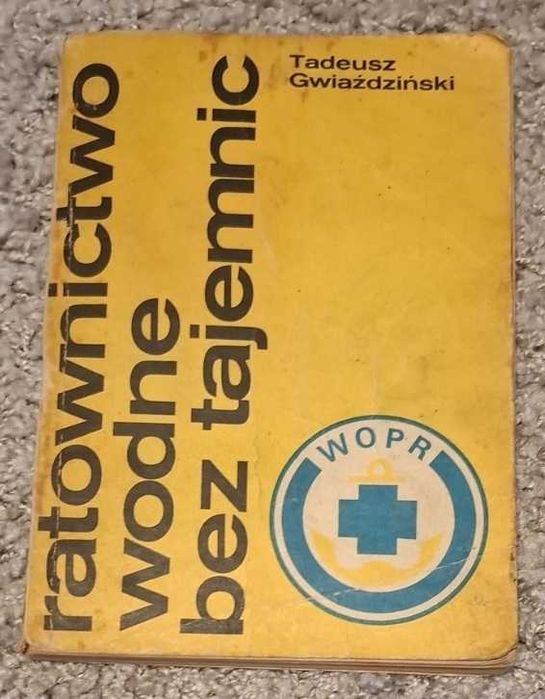 Tadeusz
Gwiaździński
ratownictwo
wodne
bez tajemnic
WOPR